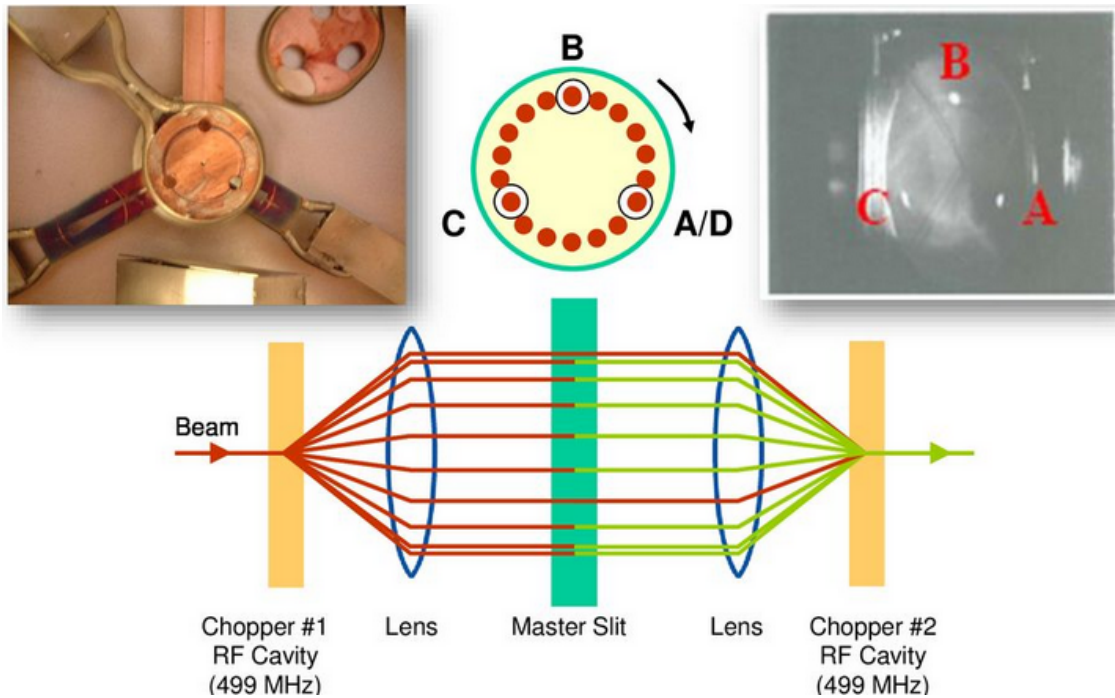 B
C
A/D
B
C
A
Beam
Chopper #1
RF Cavity
(499 MHz)
Lens
Master Slit
Lens
Chopper #2
RF Cavity
(499 MHz)